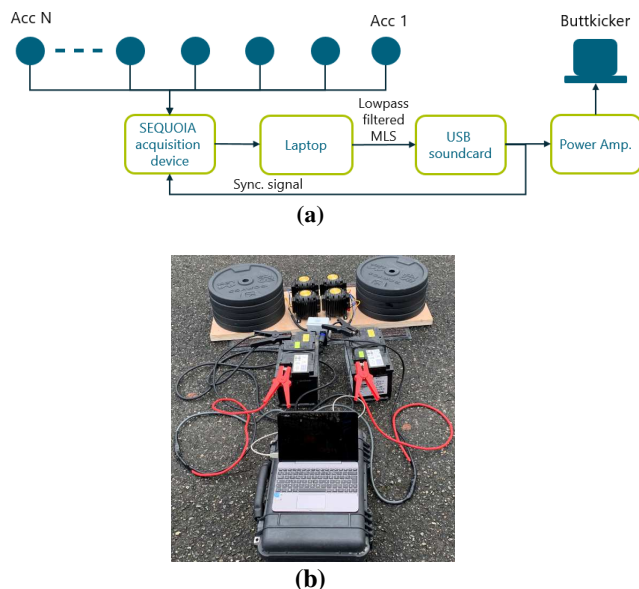 Acc N
Acc 1
Buttkicker
SEQUOIA
acquisition
device
Laptop
Lowpass
filtered
MLS
USB
soundcard
Power Amp.
Sync. signal
(a)
(b)